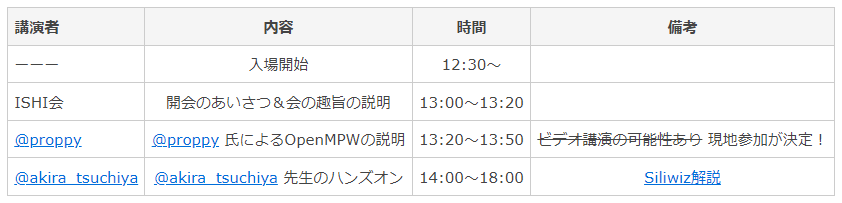 講演者 内容 時間 備考
ーーー 入場開始 12:30～
ISHI会 開会のあいさつ＆会の趣旨の説明 13:00～13:20
@proppy @proppy 氏によるOpenMPWの説明 13:20～13:50 ビデオ講演の可能性あり 現地参加が決定！
@akira_tsuchiya @akira_tsuchiya 先生のハンズオン 14:00～18:00 Siliwiz解説